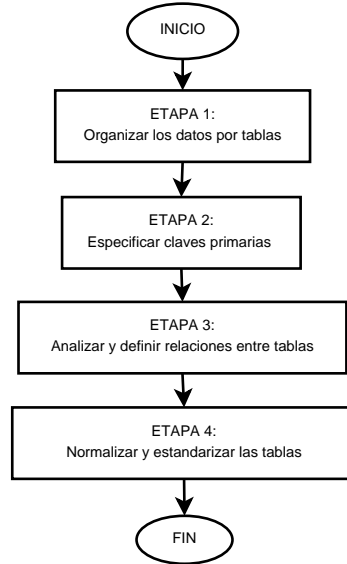 INICIO
ETAPA 1:
Organizar los datos por tablas
ETAPA 2:
Especificar claves primarias
ETAPA 3:
Analizar y definir relaciones entre tablas
ETAPA 4:
Normalizar y estandarizar las tablas
FIN